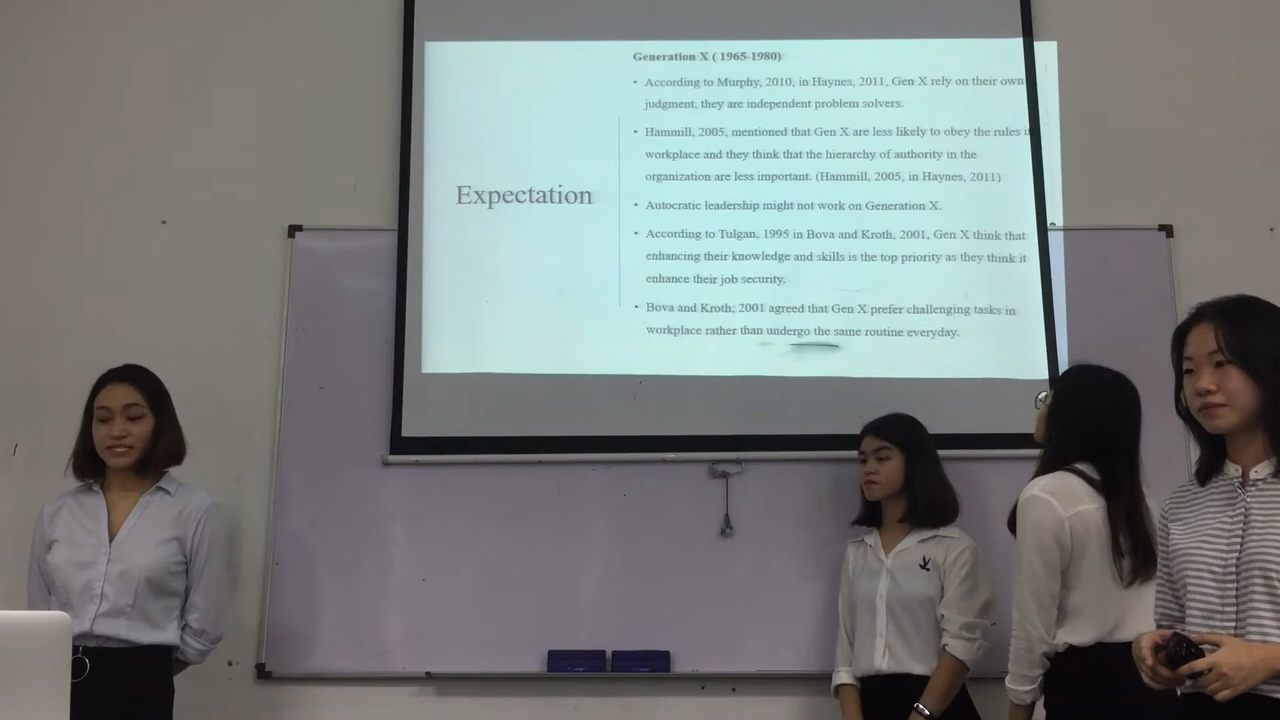 Generation X ( 1965-1980)
• According to Murphy, 2010, in Haynes, 2011, Gen X rely on their own
judgment, they are independent problem solvers.
• Hammill, 2005, mentioned that Gen X are less likely to obey the rules
workplace and they think that the hierarchy of authority in the
organization are less important. (Hammill, 2005, in Haynes, 2011)
Expectation
• Autocratic leadership might not work on Generation X.
• According to Tulgan, 1995 in Bova and Kroth, 2001, Gen X think that
enhancing their knowledge and skills is the top priority as they think it
enhance their job security.
• Bova and Kroth; 2001 agreed that Gen X prefer challenging tasks in
workplace rather than undergo the same routine everyday.